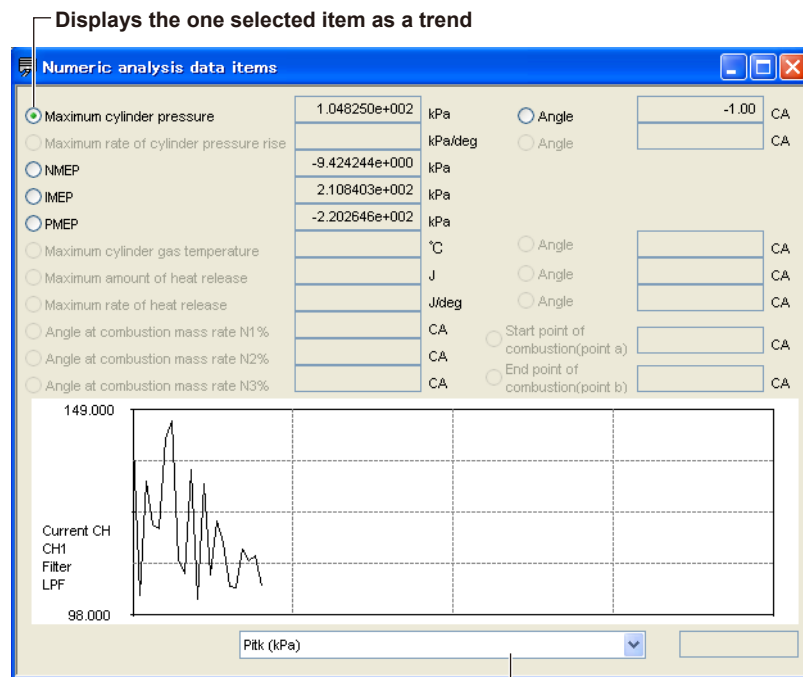 Displays the one selected item as a trend
Numeric analysis data items
Maximum cylinder pressure 1.048250e+002 kPa Angle -1.00 CA
Maximum rate of cylinder pressure rise kPa/deg Angle CA
NMEP -9.424244e+000 kPa
IMEP 2.108403e+002 kPa
PMEP -2.202646e+002 kPa
Maximum cylinder gas temperature ℃ Angle CA
Maximum amount of heat release J Angle CA
Maximum rate of heat release J/deg Angle CA
Angle at combustion mass rate N1% CA Start point of
combustion(point a) CA
Angle at combustion mass rate N2% CA End point of
combustion(point b) CA
Angle at combustion mass rate N3% CA
149.000
Current CH
CH1
Filter
LPF
98.000
Pitk (kPa)